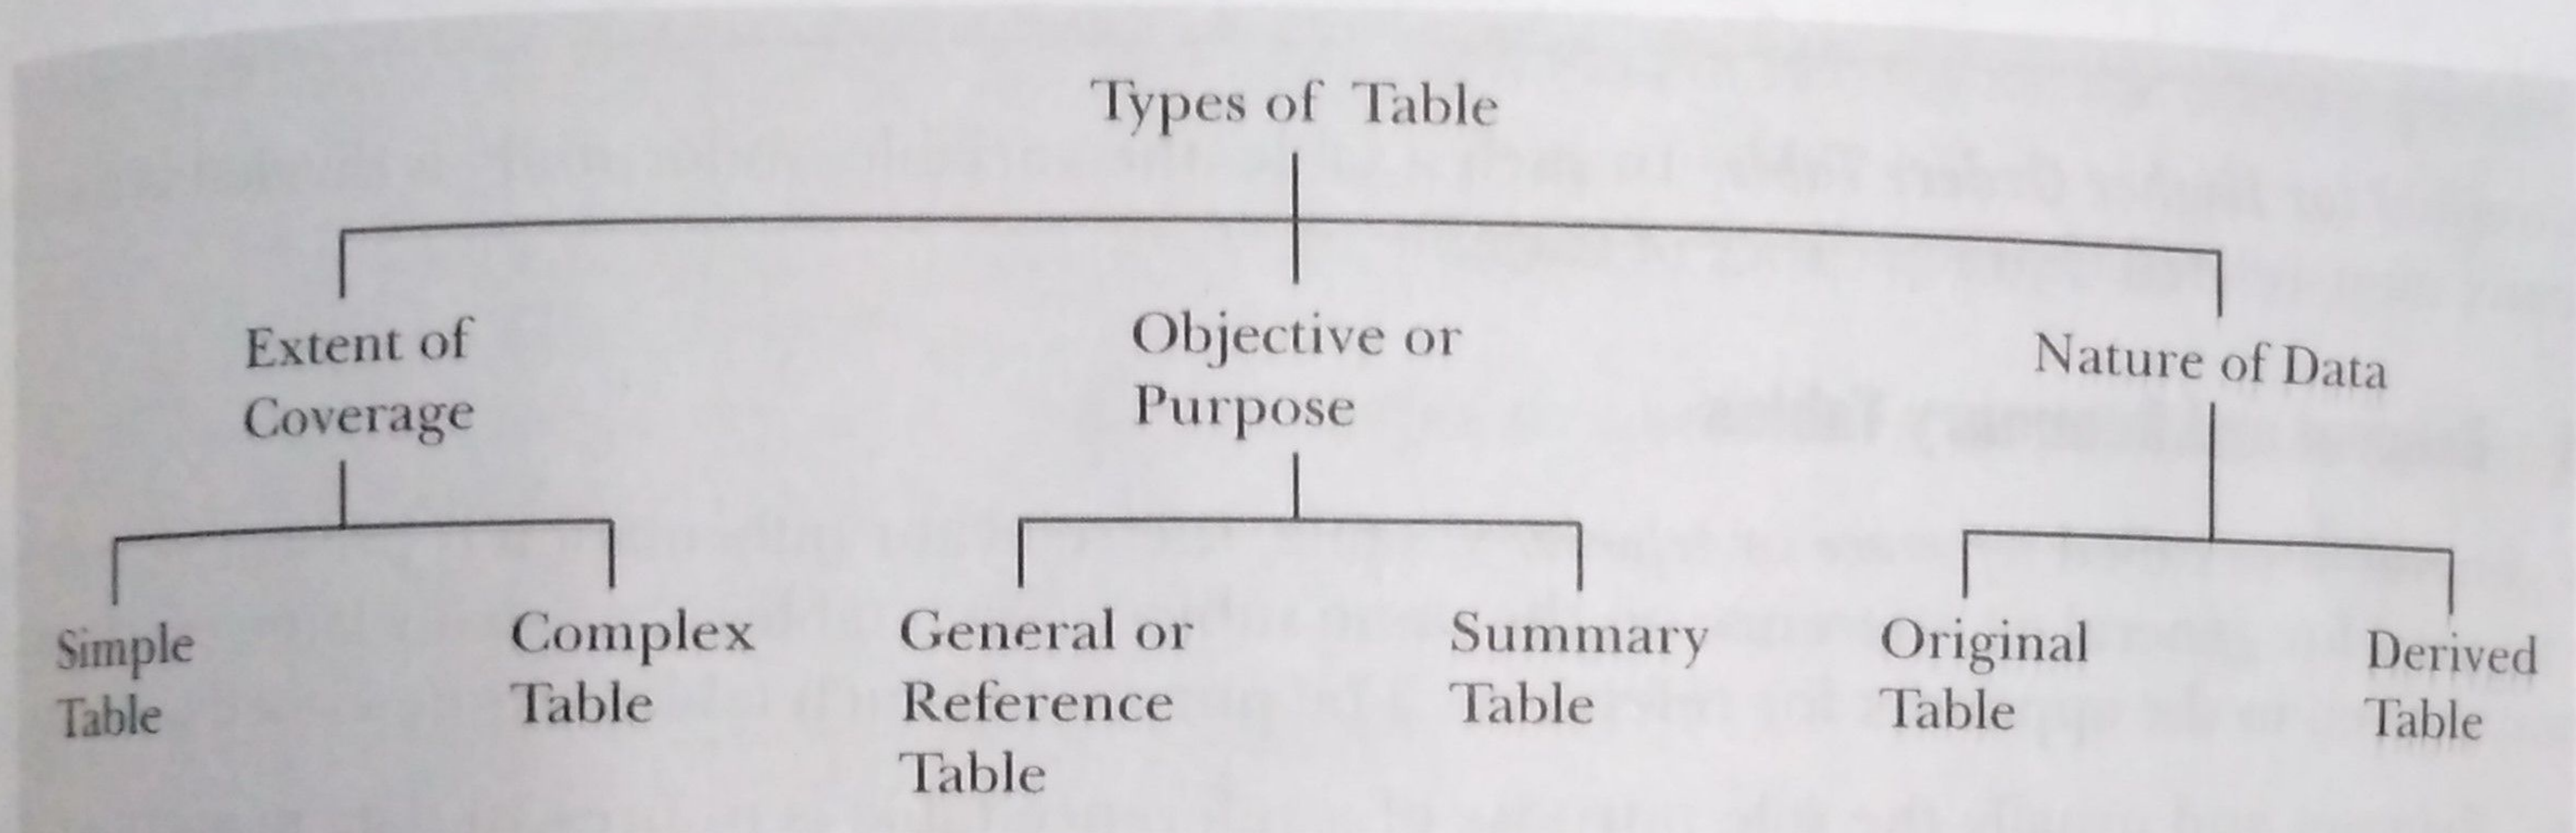 Types of Table
Extent of
Coverage
Objective or
Purpose
Nature of Data
Simple
Table
Complex
Table
General or
Reference
Table
Summary
Table
Original
Table
Derived
Table